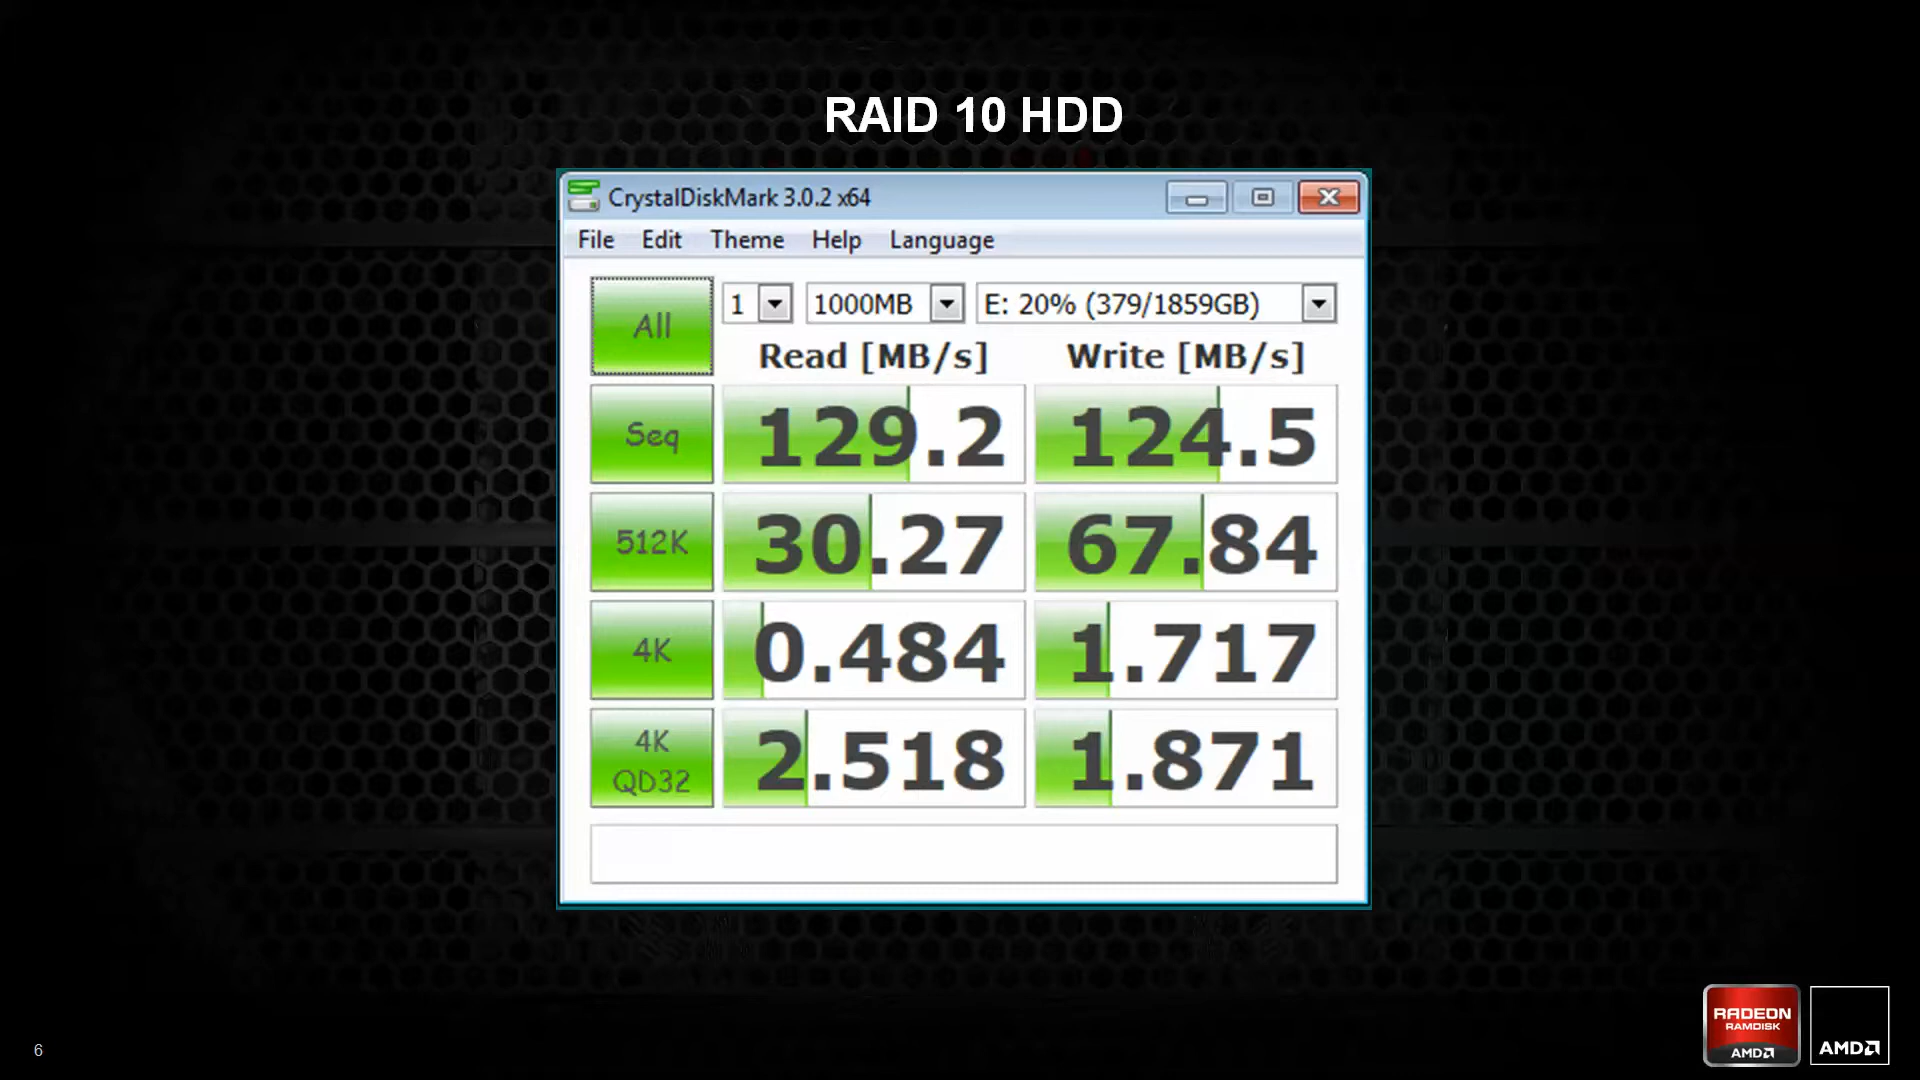 RAID 10 HDD
CrystalDiskMark 3.0.2 x64
File Edit Theme Help Language
All 1 1000MB E: 20% (379/1859GB)
Read [MB/s] Write [MB/s]
Seq 129.2 124.5
512K 30.27 67.84
4K 0.484 1.717
4K QD32 2.518 1.871
RADEON
RAMDISK
AMD
AMD
6